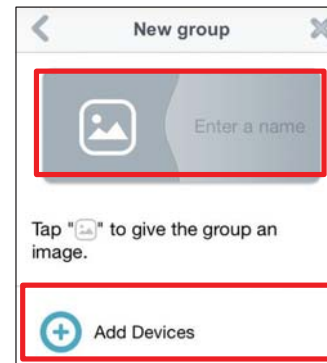 New group
Enter a name
Tap "" to give the group an
image.
Add Devices